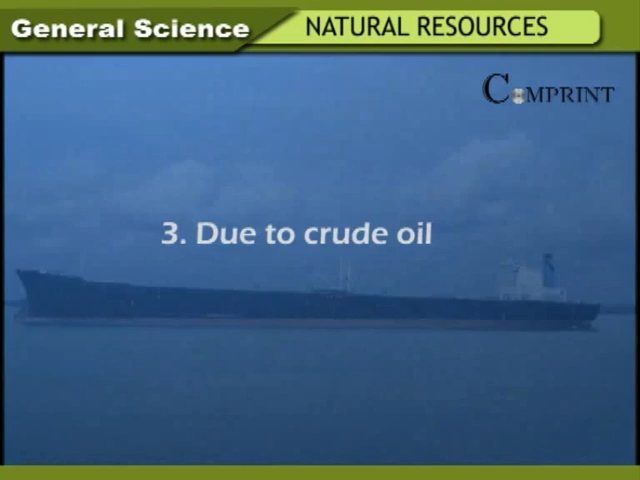 General Science
NATURAL RESOURCES
COMPRINT
3. Due to crude oil